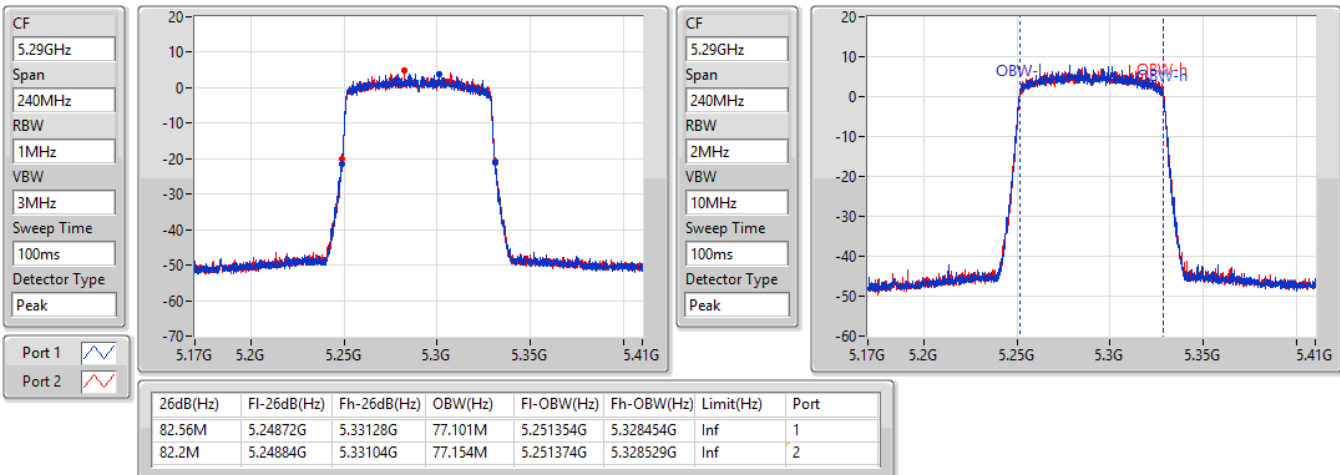 CF
5.29GHz
Span
240MHz
RBW
1MHz
VBW
3MHz
Sweep Time
100ms
Detector Type
Peak
Port 1
Port 2
20
10
0
-10
-20
-30
-40
-50
-60
-70
5.17G 5.2G 5.25G 5.3G 5.35G 5.41G
CF
5.29GHz
Span
240MHz
RBW
2MHz
VBW
10MHz
Sweep Time
100ms
Detector Type
Peak
20
10
0
-10
-20
-30
-40
-50
-60
OBW-l OBW-h
OBW-h
5.17G 5.2G 5.25G 5.3G 5.35G 5.41G
26dB(Hz) Fl-26dB(Hz) Fh-26dB(Hz) OBW(Hz) Fl-OBW(Hz) Fh-OBW(Hz) Limit(Hz) Port
82.56M 5.24872G 5.33128G 77.101M 5.251354G 5.328454G Inf 1
82.2M 5.24884G 5.33104G 77.154M 5.251374G 5.328529G Inf 2